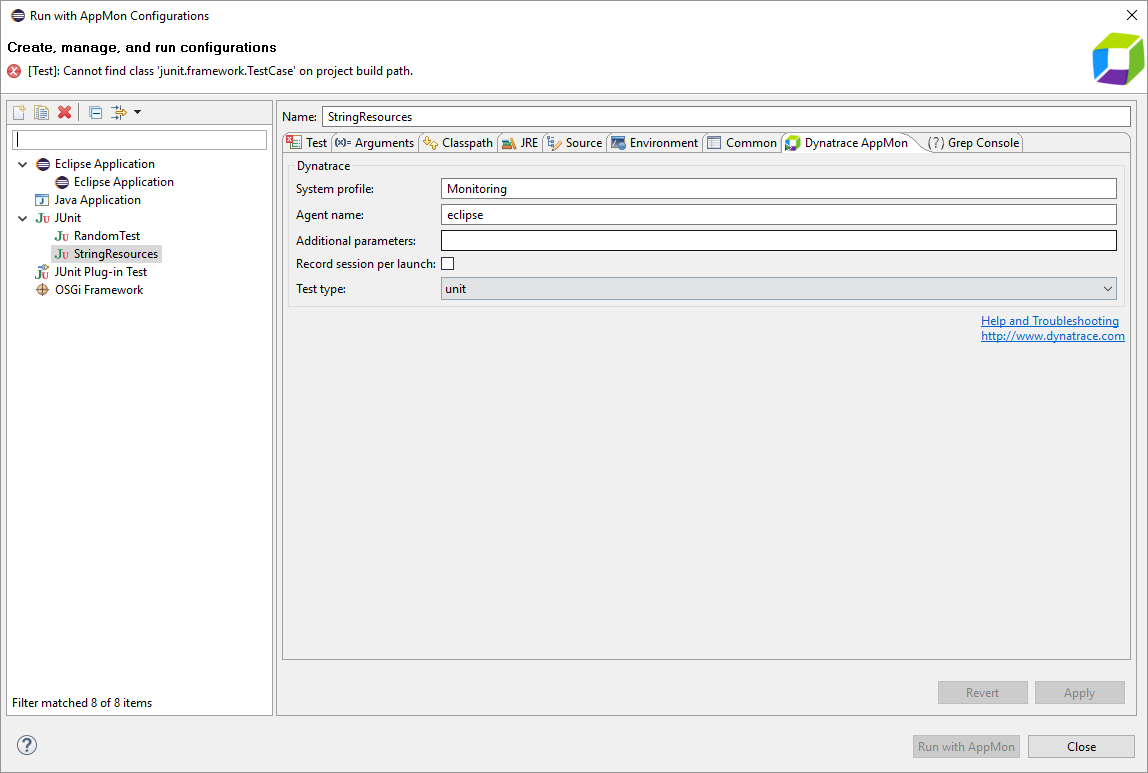 Run with AppMon Configurations
Create, manage, and run configurations
[Test]: Cannot find class 'junit.framework.TestCase' on project build path.
Eclipse Application
Eclipse Application
Java Application
JUnit
RandomTest
StringResources
JUnit Plug-in Test
OSGi Framework
Filter matched 8 of 8 items
Name: StringResources
Test (x)= Arguments Classpath JRE Source Environment Common Dynatrace AppMon (?) Grep Console
Dynatrace
System profile: Monitoring
Agent name: eclipse
Additional parameters:
Record session per launch:
Test type: unit
Help and Troubleshooting
http://www.dynatrace.com
Revert Apply
? Run with AppMon Close